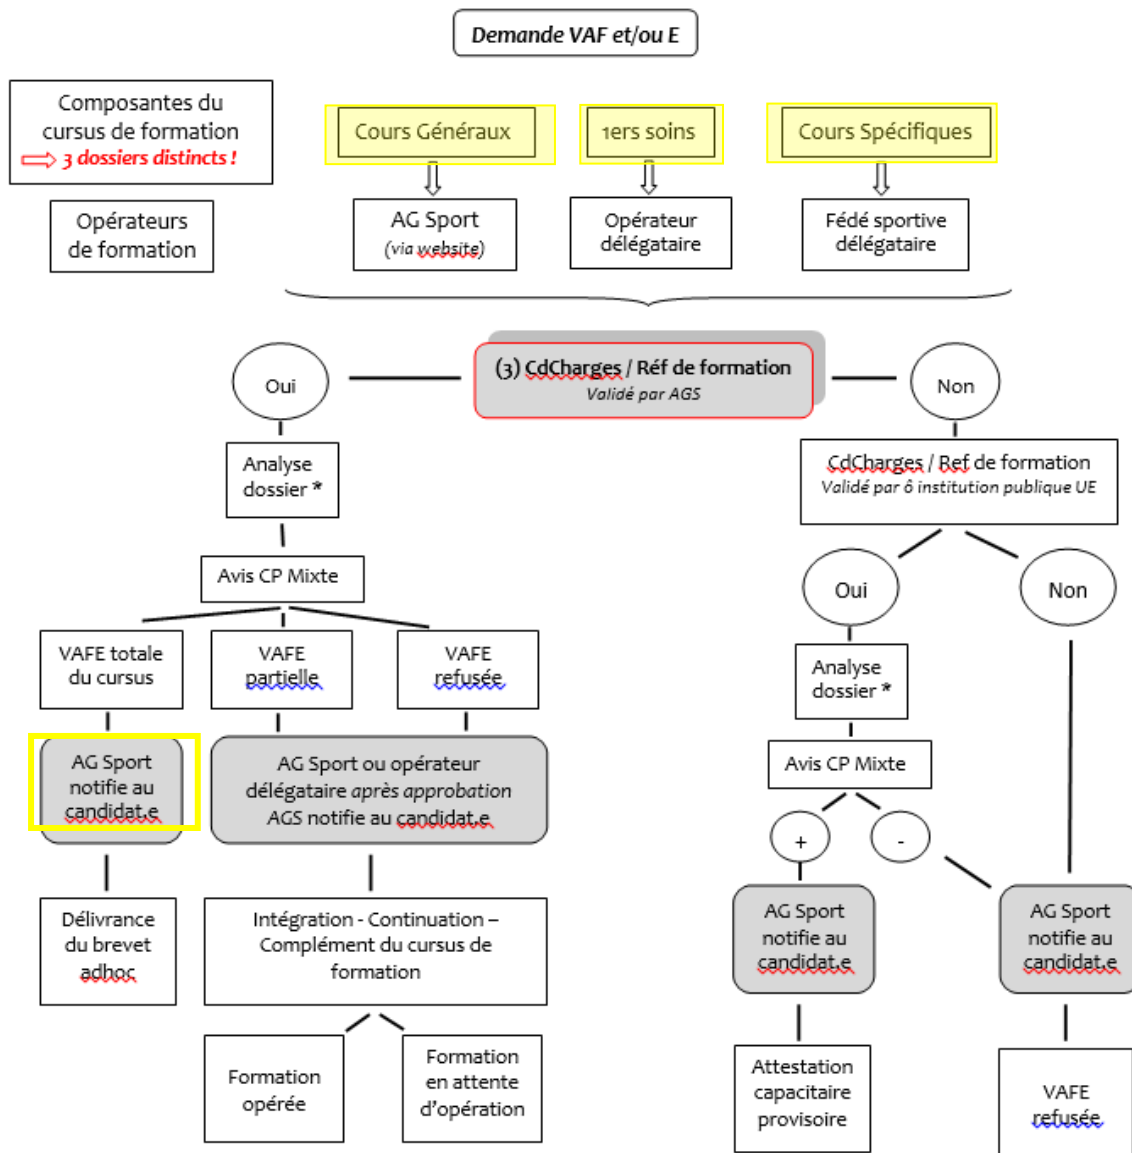 Demande VAF et/ou E
Composantes du
cursus de formation
3 dossiers distincts !
Cours Généraux
1ers soins
Cours Spécifiques
Opérateurs
de formation
AG Sport
(via website)
Opérateur
délégataire
Fédé sportive
délégataire
Oui
(3) CdCharges / Réf de formation
Validé par AGS
Non
Analyse
dossier *
CdCharges / Ref de formation
Validé par ô institution publique UE
Avis CP Mixte
Oui
Non
VAFE totale
du cursus
VAFE
partielle
VAFE
refusée
Analyse
dossier *
AG Sport
notifie au
candidat.e
AG Sport ou opérateur
délégataire après approbation
AGS notifie au candidat.e
Avis CP Mixte
+
-
Délivrance
du brevet
adhoc
Intégration - Continuation –
Complément du cursus de
formation
AG Sport
notifie au
candidat.e
AG Sport
notifie au
candidat.e
Formation
opérée
Formation
en attente
d’opération
Attestation
capacitaire
provisoire
VAFE
refusée